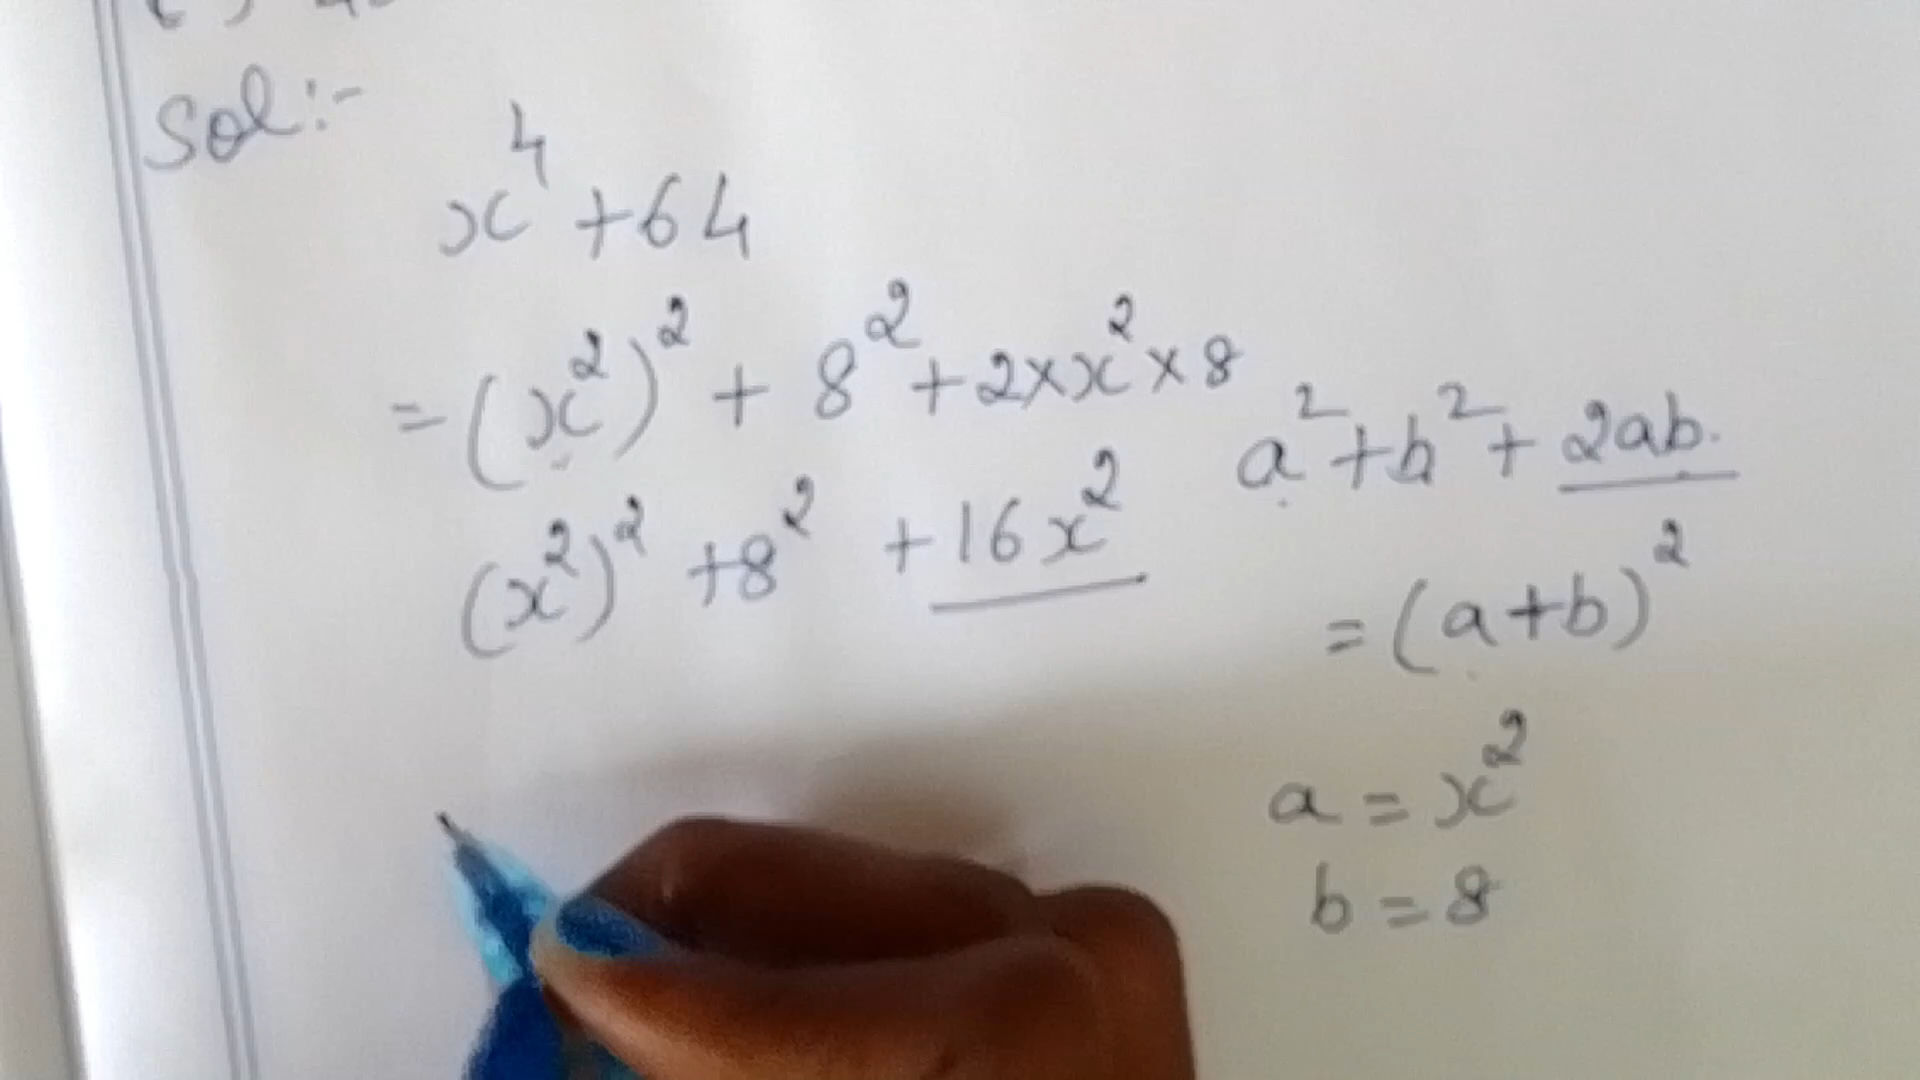 Sol:-
x⁴ + 64
= (x²)² + 8² + 2 × x² × 8
(x²)² + 8² + 16x²
a² + b² + 2ab.
= (a+b)²
a = x²
b = 8